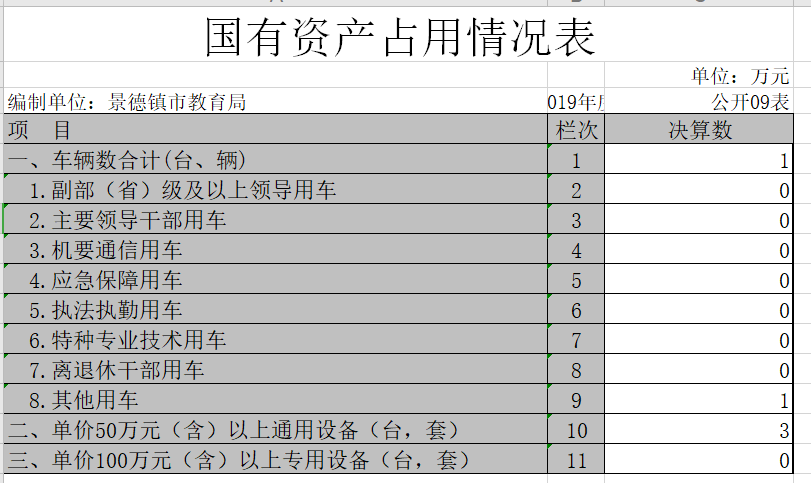 国有资产占用情况表
单位：万元
编制单位：景德镇市教育局 019年度 公开09表
项 目 栏次 决算数
一、车辆数合计(台、辆) 1 1
1.副部（省）级及以上领导用车 2 0
2.主要领导干部用车 3 0
3.机要通信用车 4 0
4.应急保障用车 5 0
5.执法执勤用车 6 0
6.特种专业技术用车 7 0
7.离退休干部用车 8 0
8.其他用车 9 1
二、单价50万元（含）以上通用设备（台，套） 10 3
三、单价100万元（含）以上专用设备（台，套） 11 0